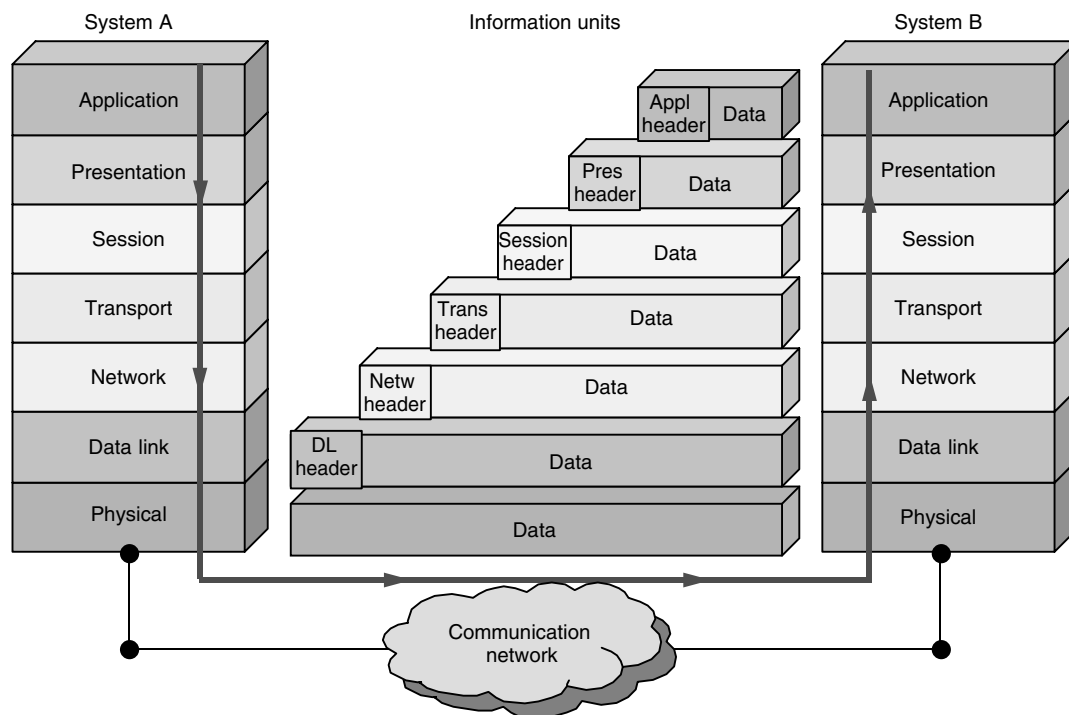 System A
Information units
System B
Application
Presentation
Session
Transport
Network
Data link
Physical
Appl
header
Data
Pres
header
Data
Session
header
Data
Trans
header
Data
Netw
header
Data
DL
header
Data
Data
Application
Presentation
Session
Transport
Network
Data link
Physical
Communication
network